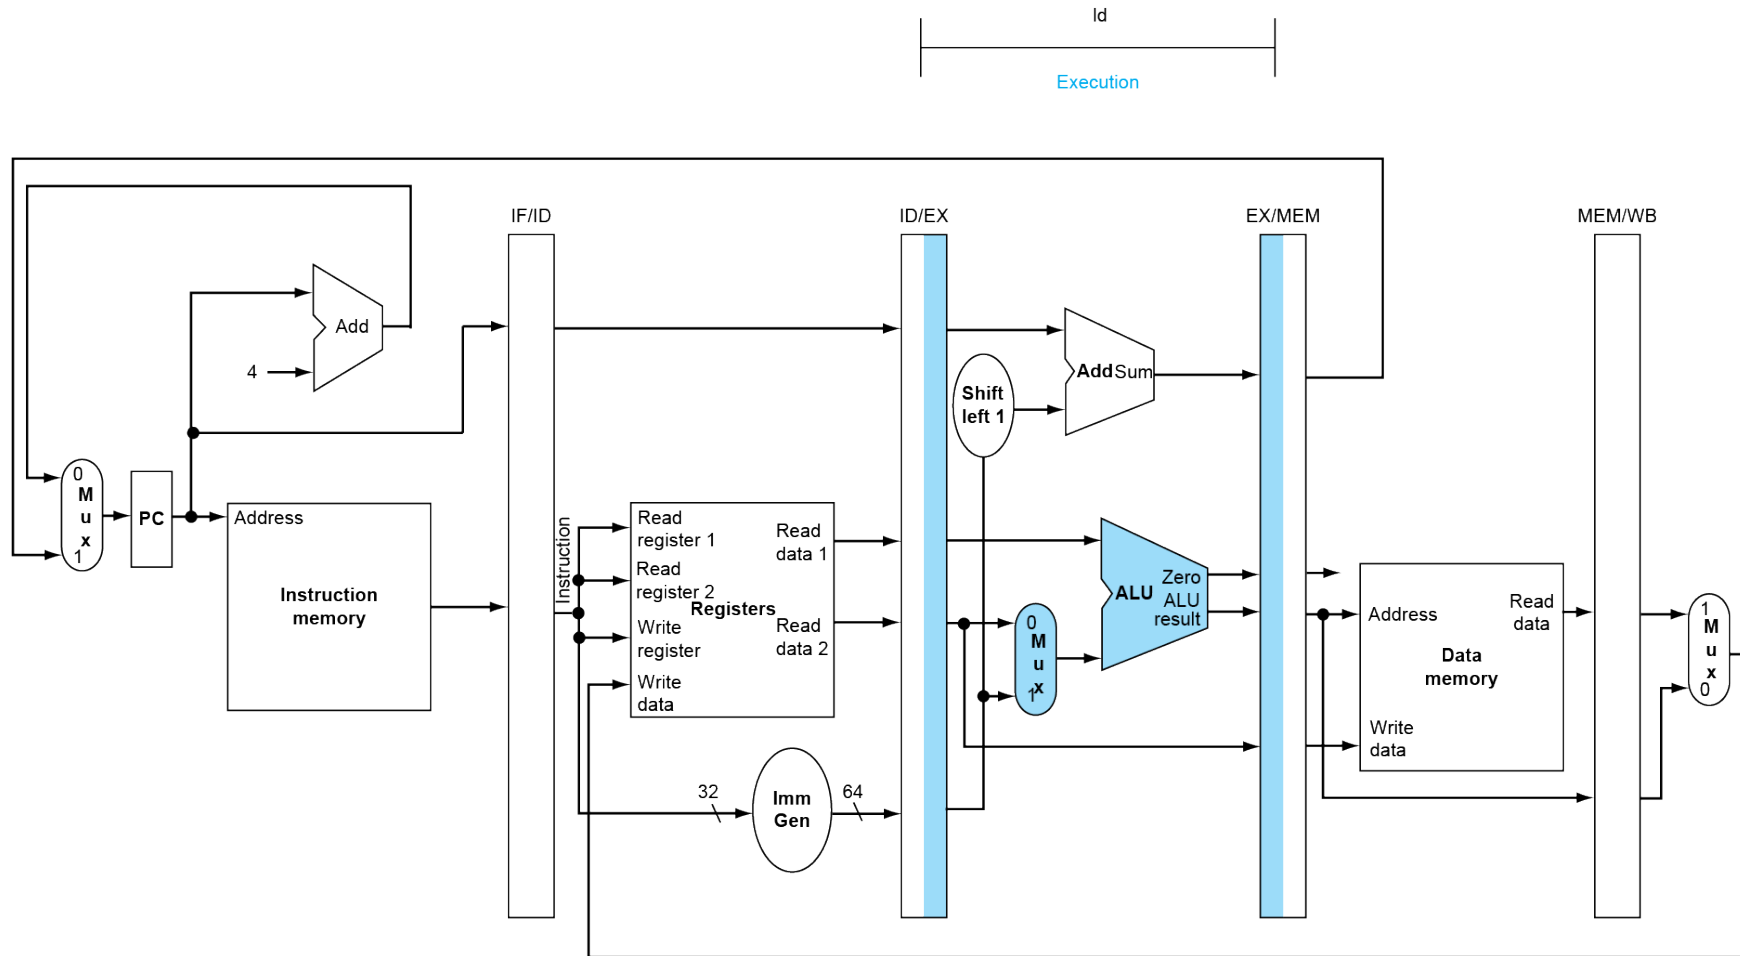 ld
Execution
IF/ID
ID/EX
EX/MEM
MEM/WB
Add
4
Shift
left 1
Add Sum
0
M
u
x
1
PC
Address
Instruction
memory
Instruction
Read
register 1
Read
register 2
Write
register
Write
data
Registers
Read
data 1
Read
data 2
32
Imm
Gen
64
0
M
u
x
1
ALU
Zero
ALU
result
Address
Read
data
Data
memory
Write
data
1
M
u
x
0